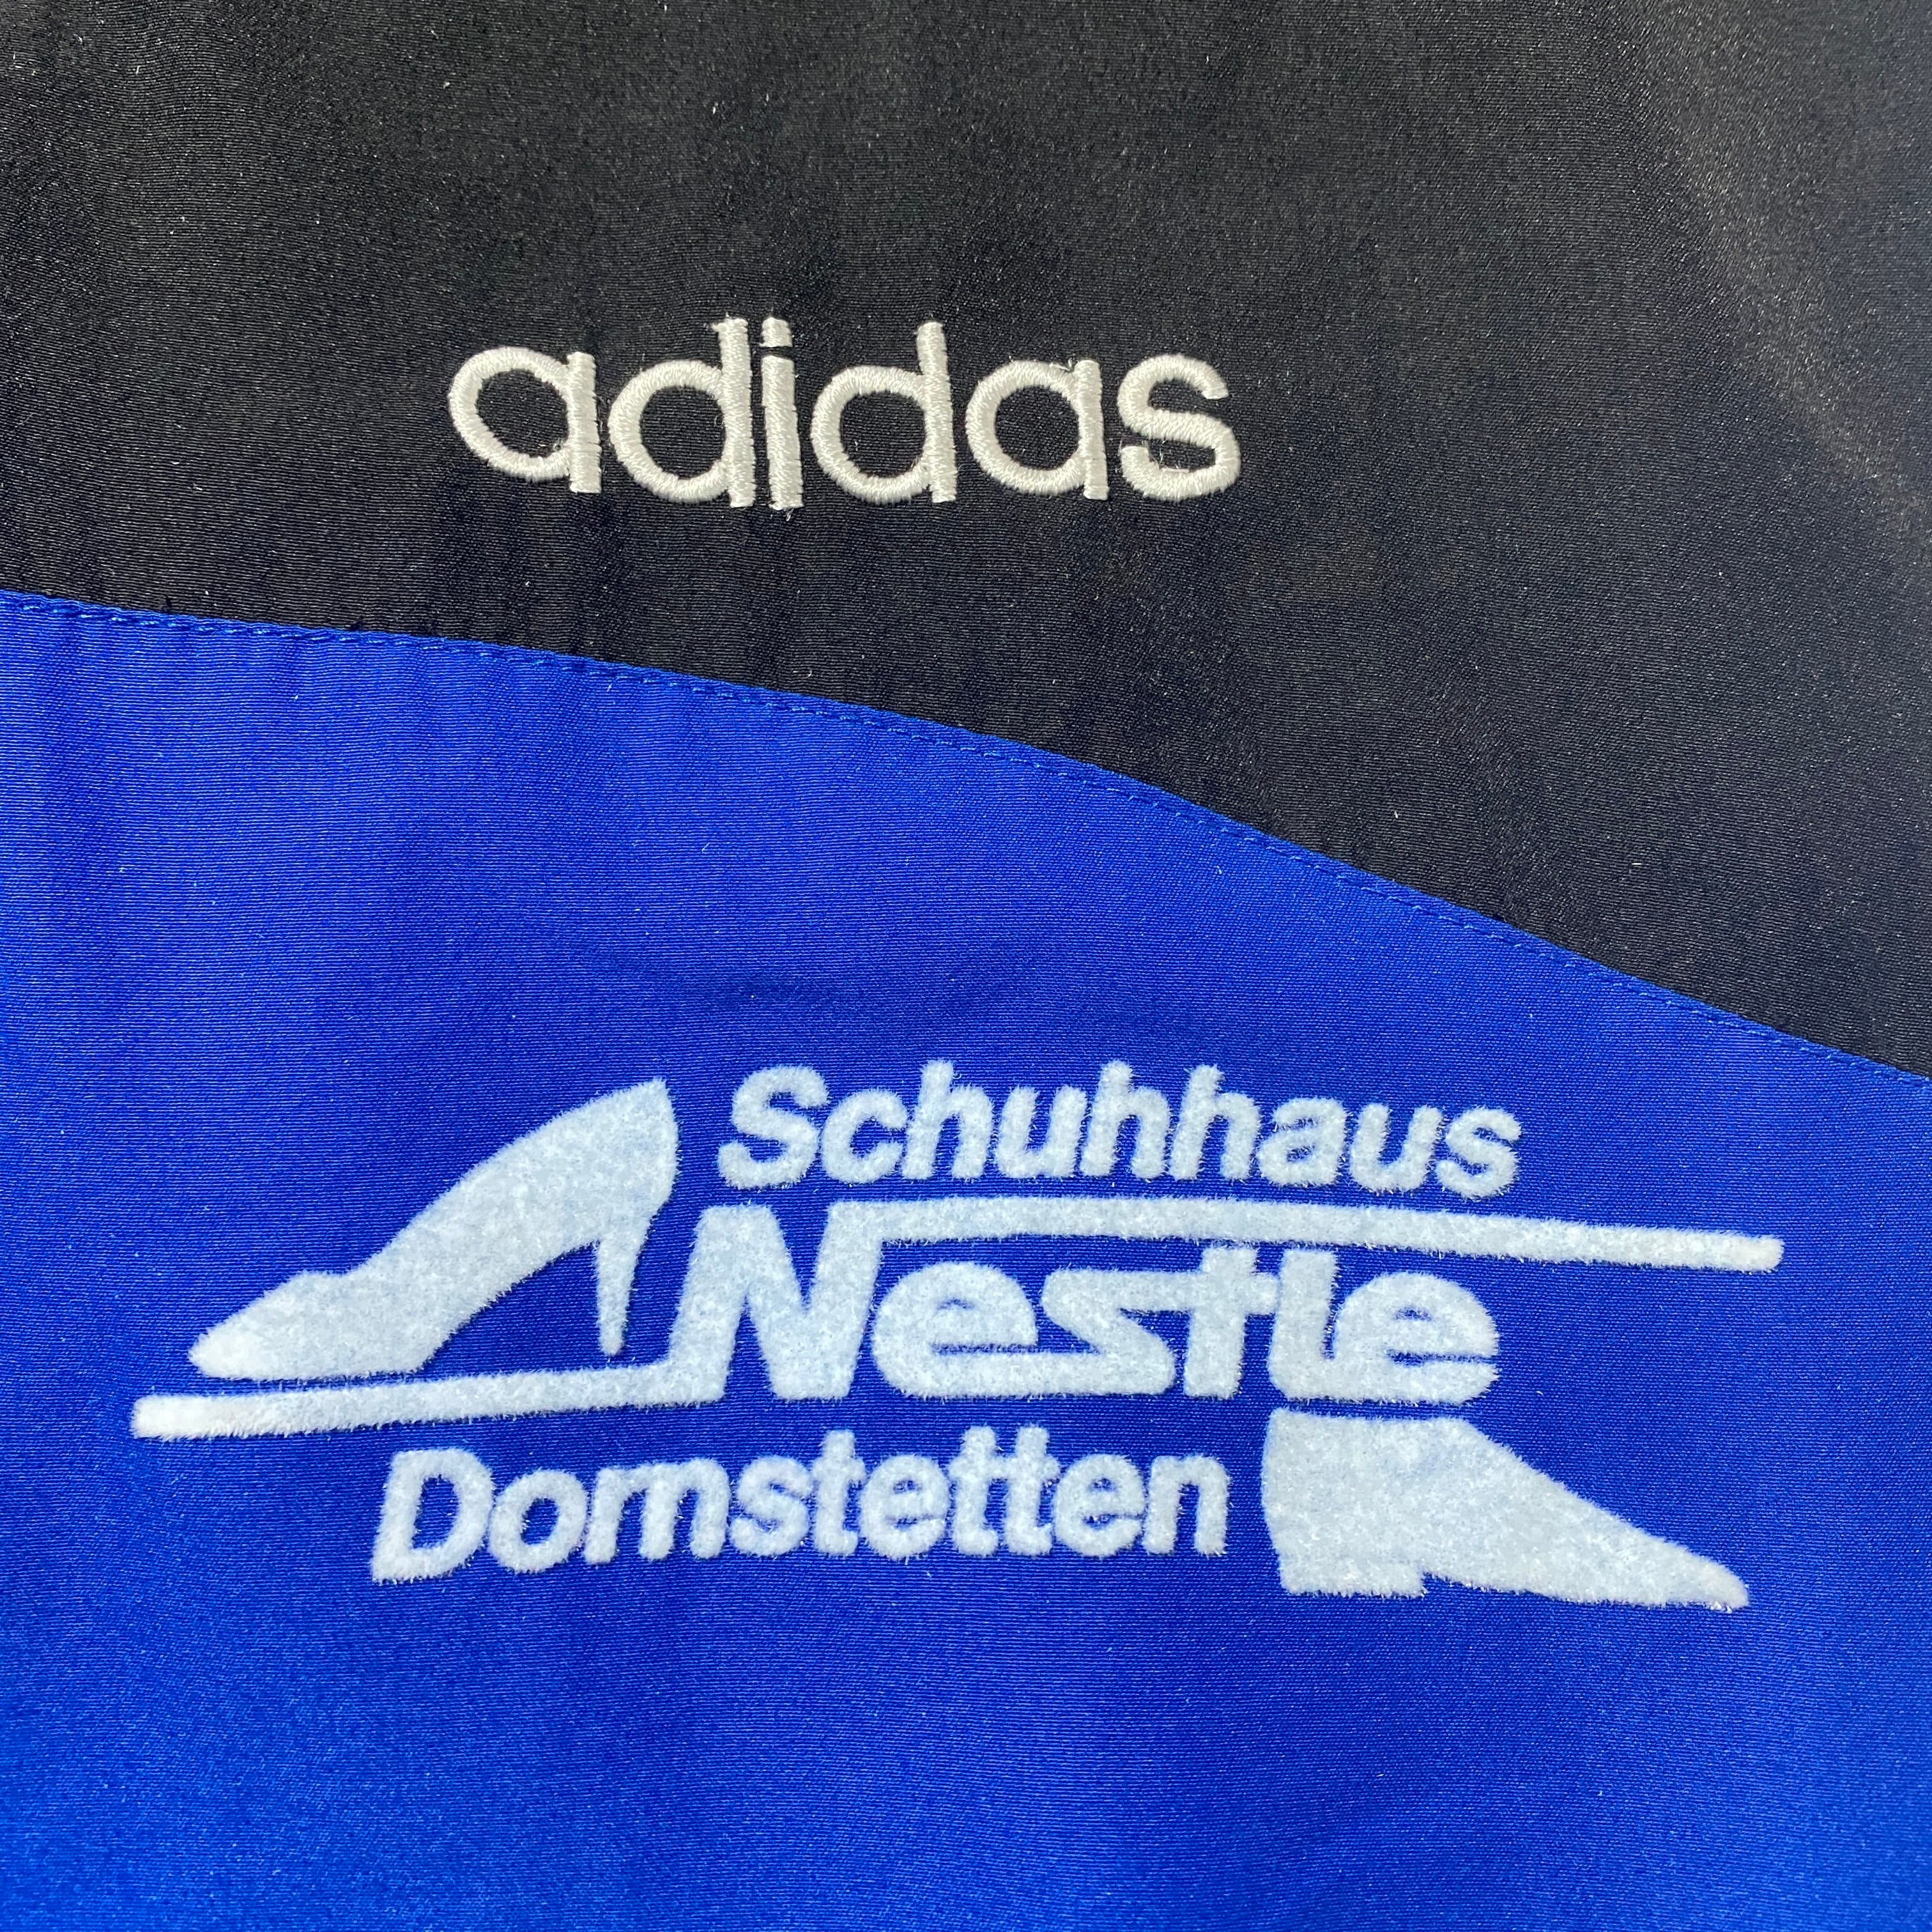 adidas
Schuhhaus
Nestle
Dornstetten